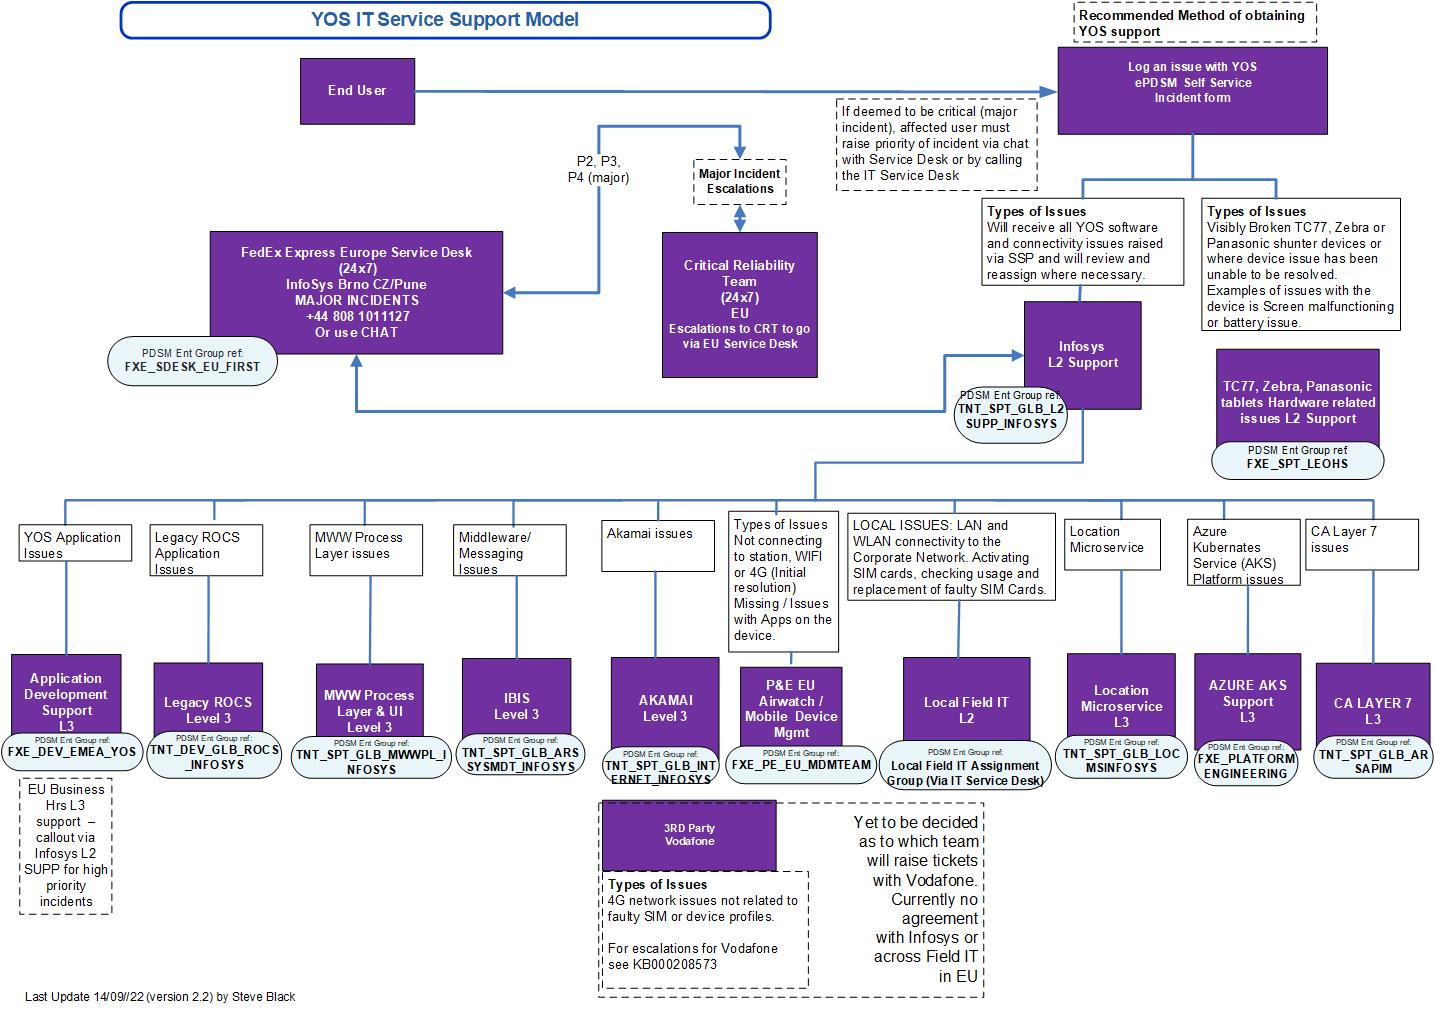 YOS IT Service Support Model
Recommended Method of obtaining
YOS support
End User
Log an issue with YOS
ePDSM Self Service
Incident form
If deemed to be critical (major
incident), affected user must
raise priority of incident via chat
with Service Desk or by calling
the IT Service Desk
P2, P3,
P4 (major)
Major Incident
Escalations
Types of Issues
Will receive all YOS software
and connectivity issues raised
via SSP and will review and
reassign where necessary.
Types of Issues
Visibly Broken TC77, Zebra or
Panasonic shunter devices or
where device issue has been
unable to be resolved.
Examples of issues with the
device is Screen malfunctioning
or battery issue.
FedEx Express Europe Service Desk
(24x7)
InfoSys Brno CZ/Pune
MAJOR INCIDENTS
+44 808 1011127
Or use CHAT
PDSM Ent Group ref:
FXE_SDESK_EU_FIRST
Critical Reliability
Team
(24x7)
EU
Escalations to CRT to go
via EU Service Desk
Infosys
L2 Support
PDSM Ent Group ref:
TNT_SPT_GLB_L2
SUPP_INFOSYS
TC77, Zebra, Panasonic
tablets Hardware related
issues L2 Support
PDSM Ent Group ref
FXE_SPT_LEOHS
YOS Application
Issues
Legacy ROCS
Application
Issues
MWW Process
Layer issues
Middleware/
Messaging
Issues
Akamai issues
Types of Issues
Not connecting
to station, WIFI
or 4G (Initial
resolution)
Missing / Issues
with Apps on the
device.
LOCAL ISSUES: LAN and
WLAN connectivity to the
Corporate Network. Activating
SIM cards, checking usage and
replacement of faulty SIM Cards.
Location
Microservice
Azure
Kubernates
Service (AKS)
Platform issues
CA Layer 7
issues
Application
Development
Support
L3
PDSM Ent Group ref:
FXE_DEV_EMEA_YOS
Legacy ROCS
Level 3
PDSM Ent Group ref:
TNT_DEV_GLB_ROCS
_INFOSYS
MWW Process
Layer & UI
Level 3
PDSM Ent Group ref:
TNT_SPT_GLB_MWWPL_I
NFOSYS
IBIS
Level 3
PDSM Ent Group ref:
TNT_SPT_GLB_ARS
SYSMDT_INFOSYS
AKAMAI
Level 3
PDSM Ent Group ref:
TNT_SPT_GLB_INT
ERNET_INFOSYS
P&E EU
Airwatch /
Mobile Device
Mgmt
PDSM Ent Group ref:
FXE_PE_EU_MDMTEAM
Local Field IT
L2
PDSM Ent Group ref:
Local Field IT Assignment
Group (Via IT Service Desk)
Location
Microservice
L3
PDSM Ent Group ref:
TNT_SPT_GLB_LOC
MSINFOSYS
AZURE AKS
Support
L3
PDSM Ent Group ref:
FXE_PLATFORM
ENGINEERING
CA LAYER 7
L3
PDSM Ent Group ref:
TNT_SPT_GLB_AR
SAPIM
EU Business
Hrs L3
support –
callout via
Infosys L2
SUPP for high
priority
incidents
3RD Party
Vodafone
Types of Issues
4G network issues not related to
faulty SIM or device profiles.
For escalations for Vodafone
see KB000208573
Yet to be decided
as to which team
will raise tickets
with Vodafone.
Currently no
agreement
with Infosys or
across Field IT
in EU
Last Update 14/09//22 (version 2.2) by Steve Black